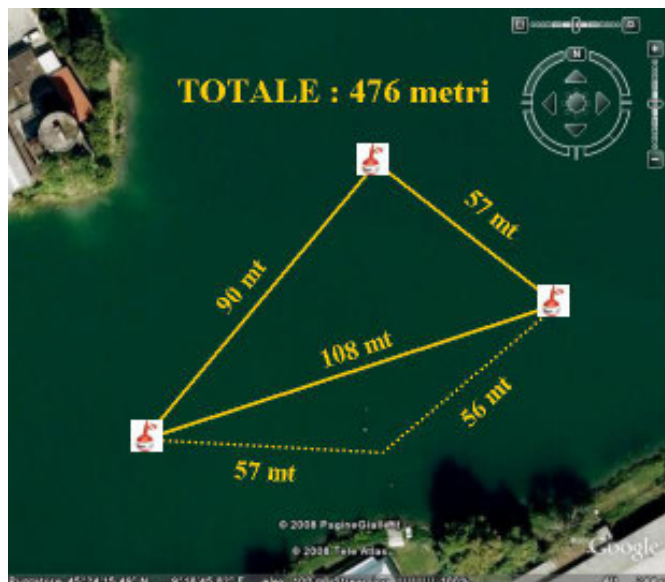 TOTALE : 476 metri
N
57 mt
90 mt
108 mt
56 mt
57 mt
© 2008 PagineGialle.it
© 2008 Tele Atlas
Google